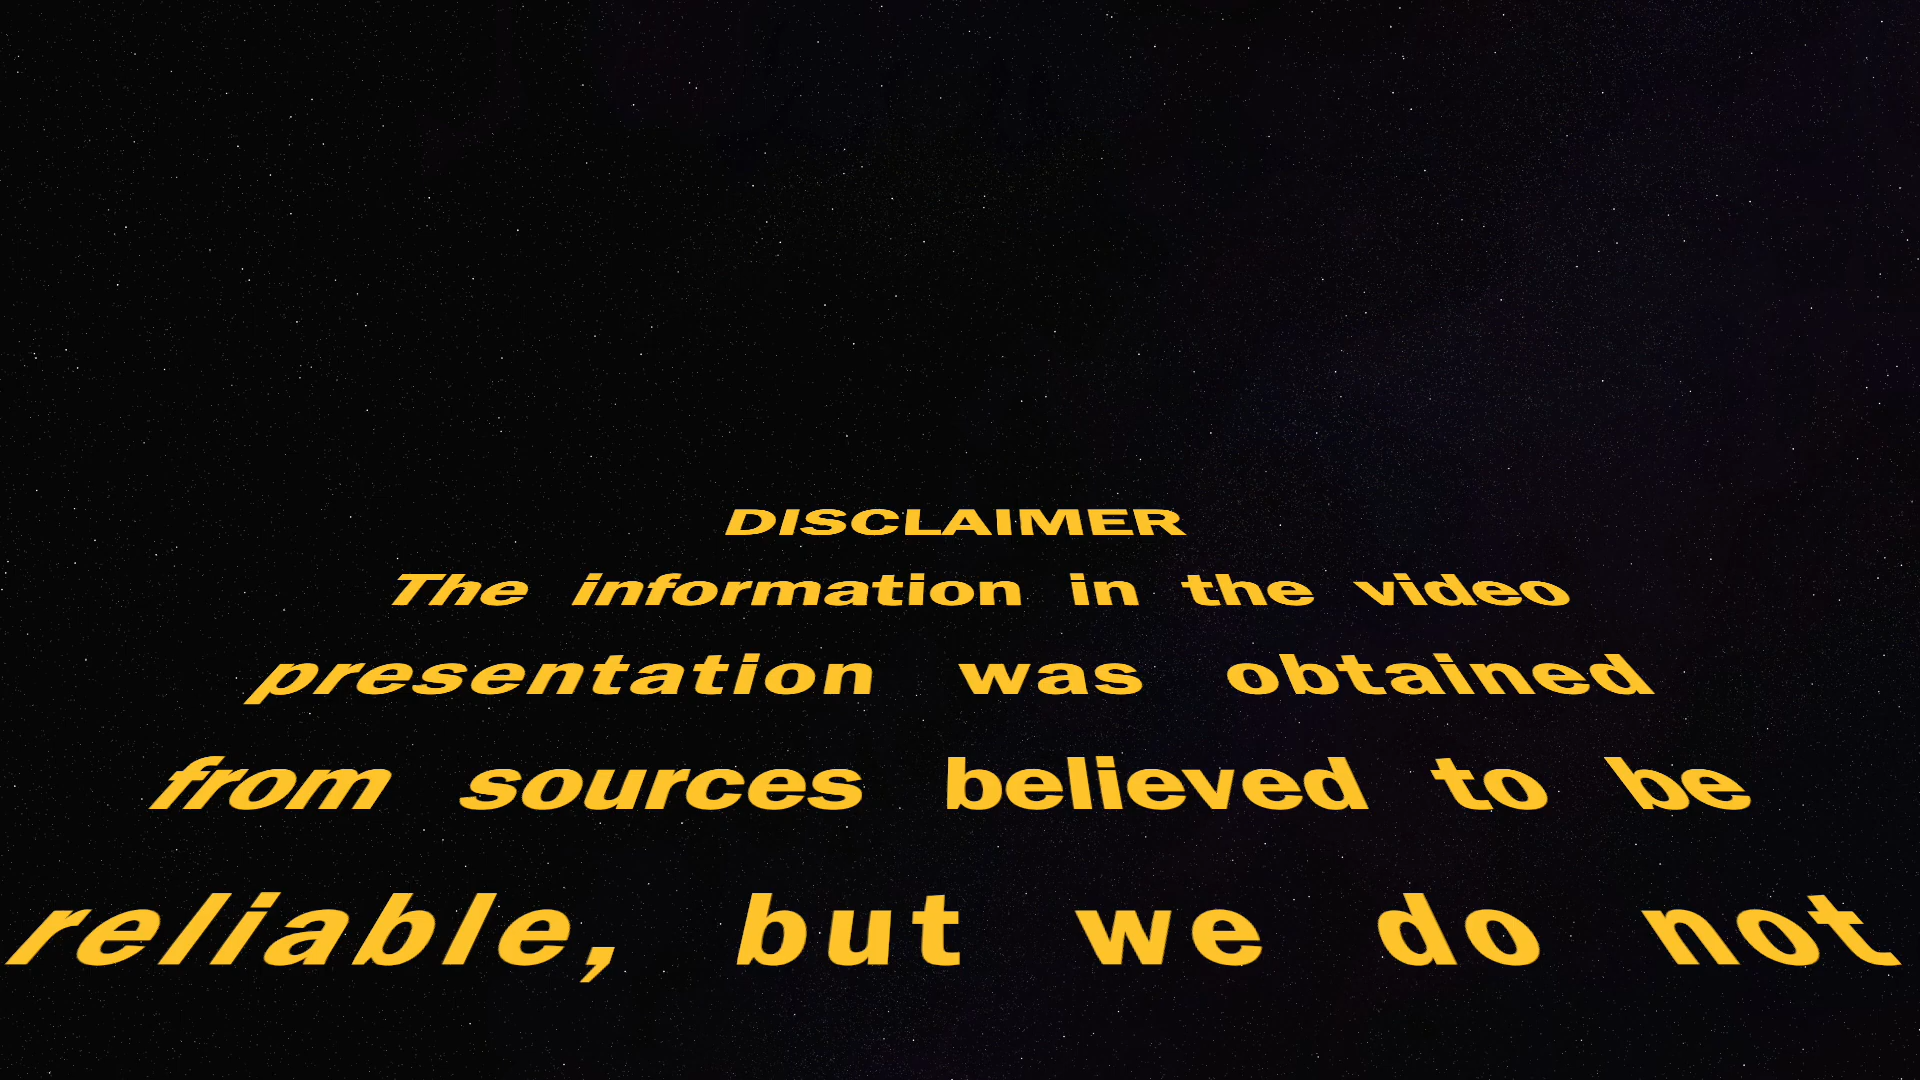 DISCLAIMER
The information in the video
presentation was obtained
from sources believed to be
reliable, but we do not